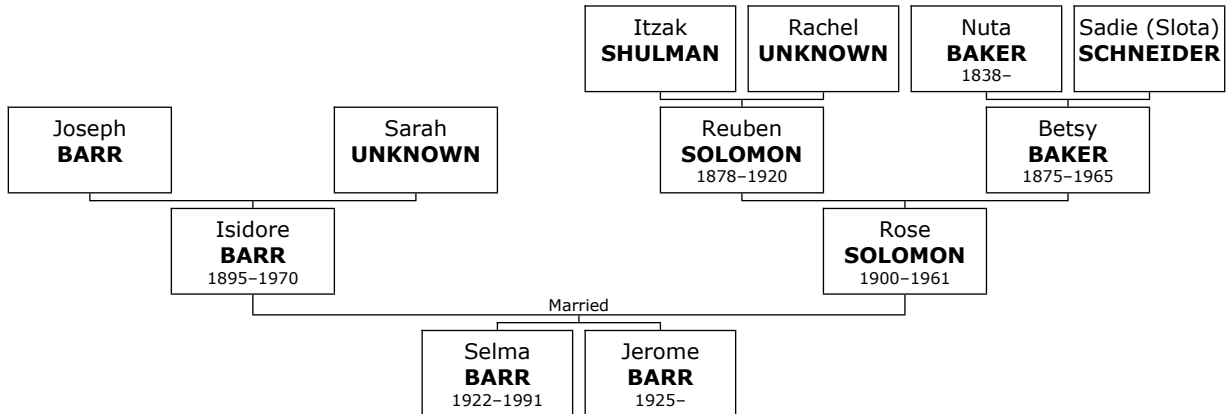 Itzak
SHULMAN
Rachel
UNKNOWN
Nuta
BAKER
1838–
Sadie (Slota)
SCHNEIDER
Joseph
BARR
Sarah
UNKNOWN
Reuben
SOLOMON
1878–1920
Betsy
BAKER
1875–1965
Isidore
BARR
1895–1970
Rose
SOLOMON
1900–1961
Married
Selma
BARR
1922–1991
Jerome
BARR
1925–